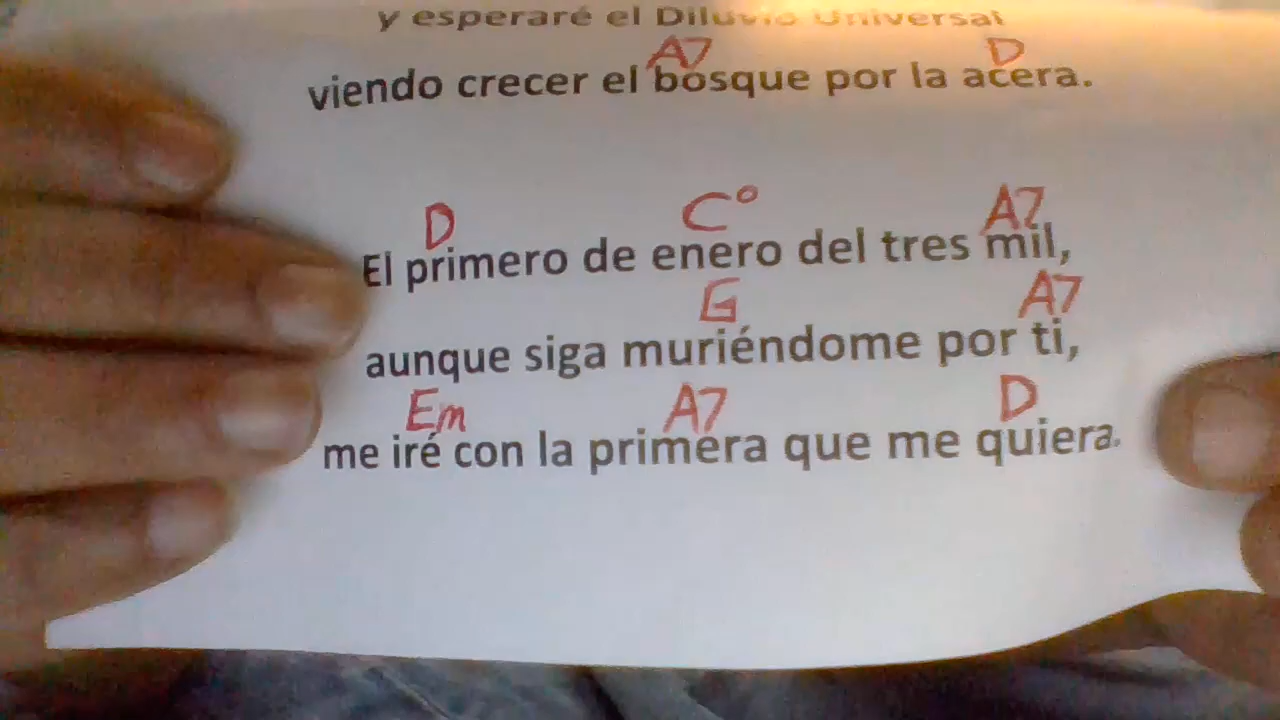 y esperaré el Diluvio Universal
A7 D
viendo crecer el bosque por la acera.
D C° A7
El primero de enero del tres mil,
G A7
aunque siga muriéndome por ti,
Em A7 D
me iré con la primera que me quiera.